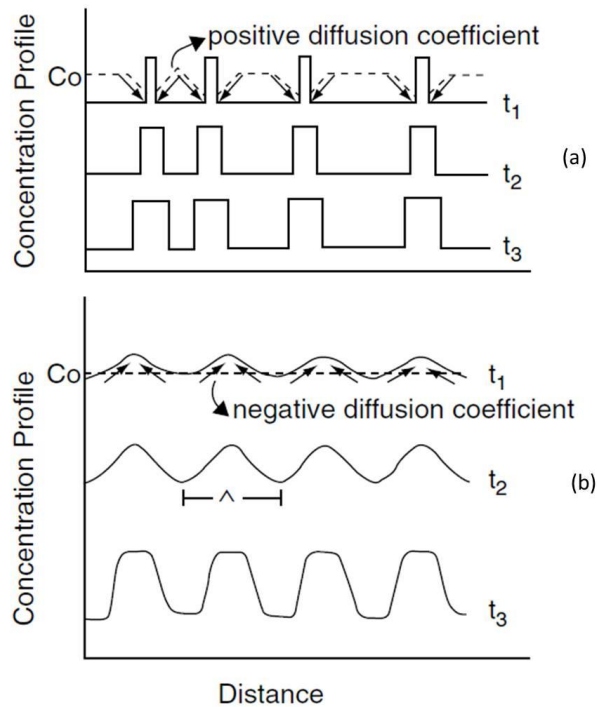 positive diffusion coefficient
Concentration Profile
Co
t1
t2
(a)
t3
Concentration Profile
Co
t1
negative diffusion coefficient
t2
(b)
^
t3
Distance